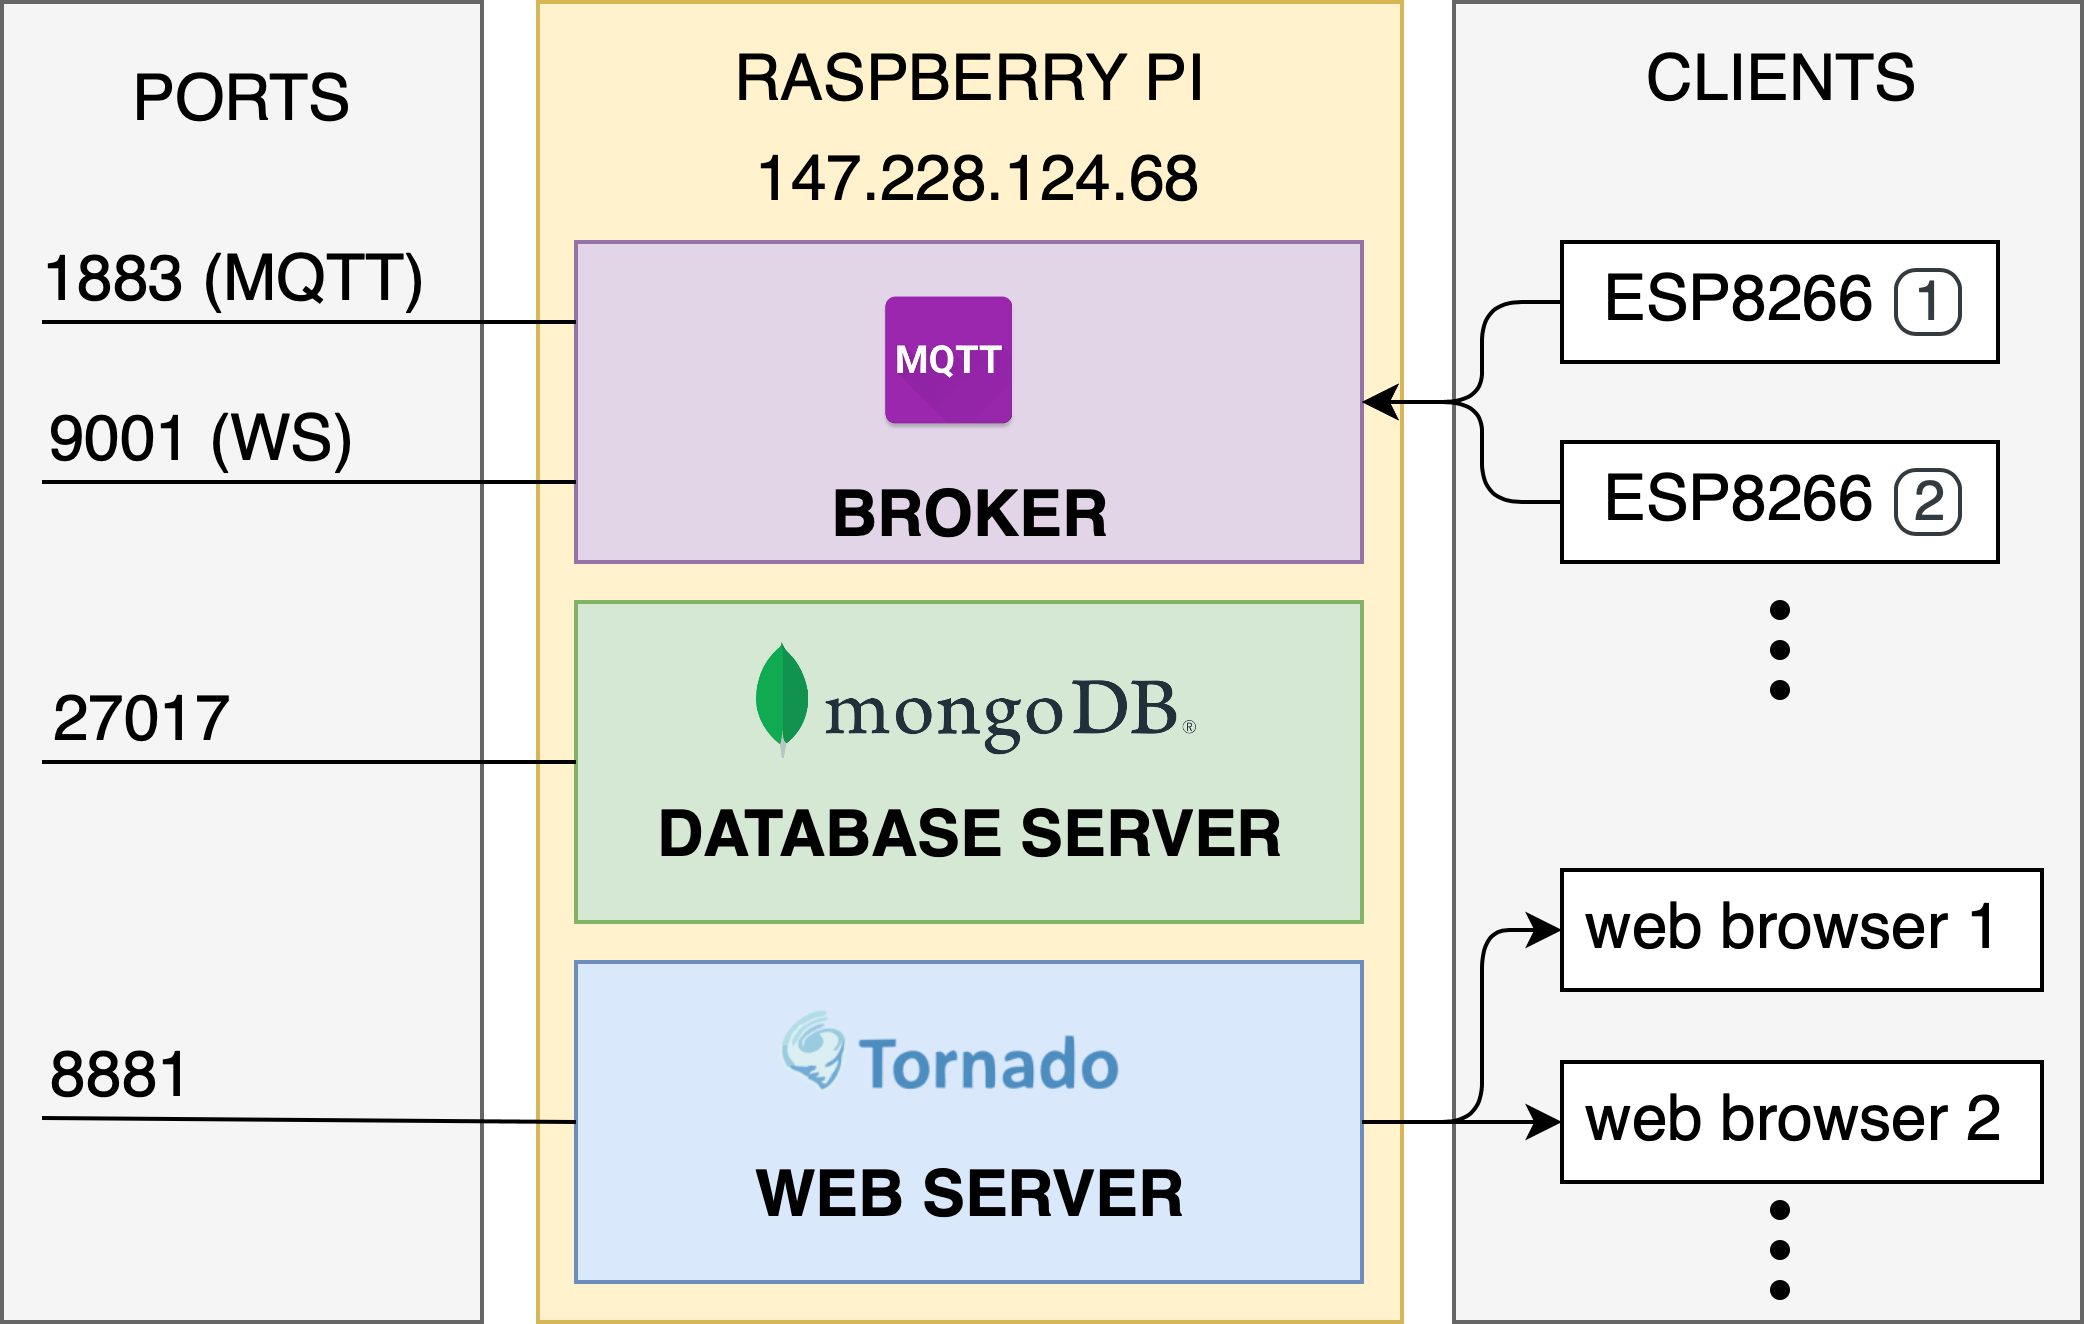 PORTS
1883 (MQTT)
9001 (WS)
27017
8881
RASPBERRY PI
147.228.124.68
MQTT
BROKER
mongoDB®
DATABASE SERVER
Tornado
WEB SERVER
CLIENTS
ESP8266 1
ESP8266 2
web browser 1
web browser 2